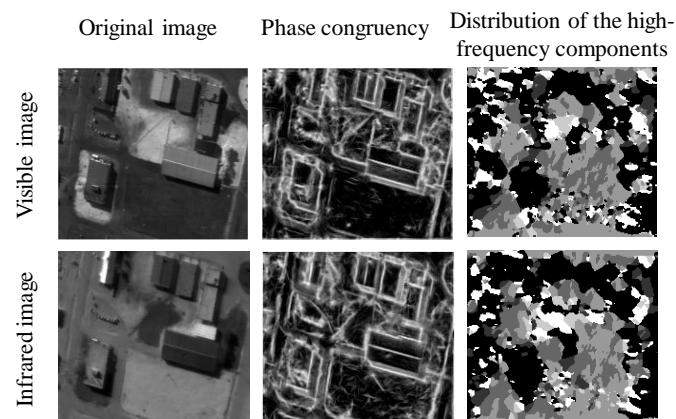 Original image
Phase congruency
Distribution of the high-
frequency components
Visible image
Infrared image